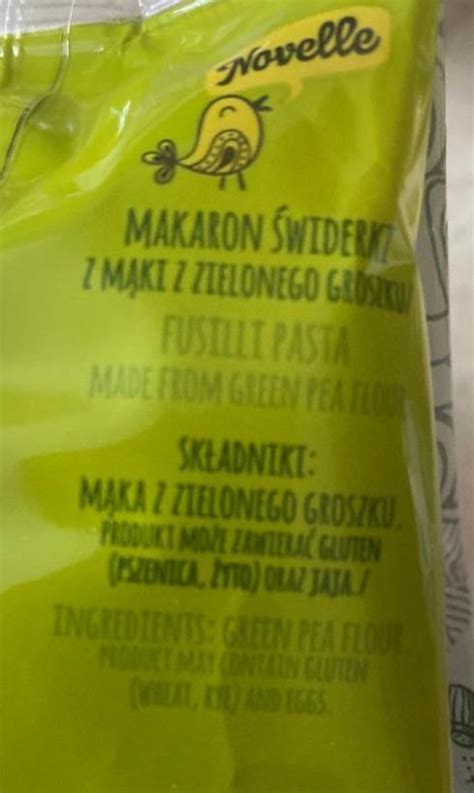 Novelle
MAKARON ŚWIDERKI
Z MĄKI Z ZIELONEGO GROSZKU/
FUSILLI PASTA
MADE FROM GREEN PEA FLOUR
SKŁADNIKI:
MĄKA Z ZIELONEGO GROSZKU.
PRODUKT MOŻE ZAWIERAĆ GLUTEN
(PSZENICA, ŻYTO) ORAZ JAJA./
INGREDIENTS: GREEN PEA FLOUR.
PRODUCT MAY CONTAIN GLUTEN
(WHEAT, RYE) AND EGGS.